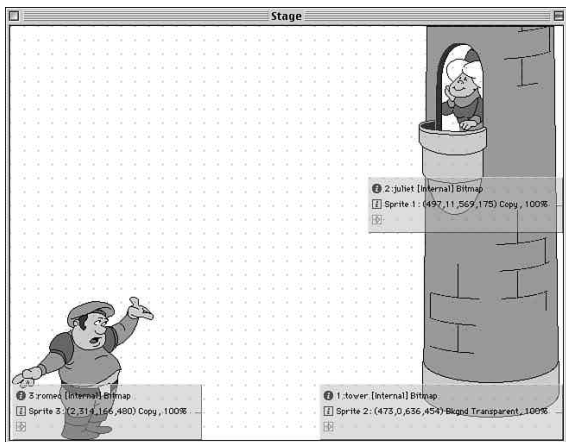 Stage
2:juliet [Internal] Bitmap
Sprite 1: (497,11,569,175) Copy, 100%
3:romeo [Internal] Bitmap
Sprite 3: (2,314,166,480) Copy, 100%
1:tower [Internal] Bitmap
Sprite 2: (473,0,636,454) Bkgnd Transparent, 100%